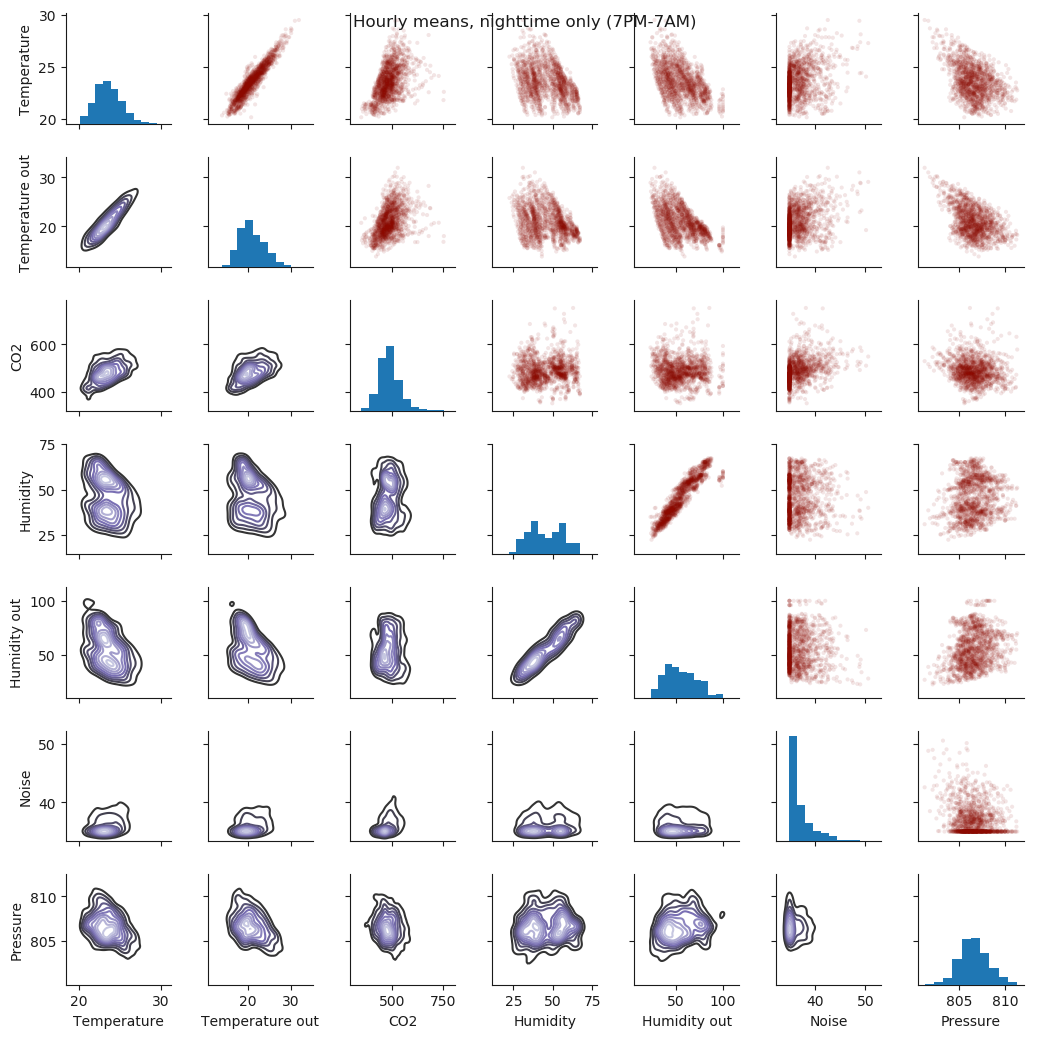 Hourly means, nighttime only (7PM-7AM)
30
25
20
Temperature
30
20
Temperature out
600
400
CO2
75
50
25
Humidity
100
50
Humidity out
50
40
Noise
810
805
Pressure
20 30 20 30 500 750 25 50 75 50 100 40 50 805 810
Temperature Temperature out CO2 Humidity Humidity out Noise Pressure